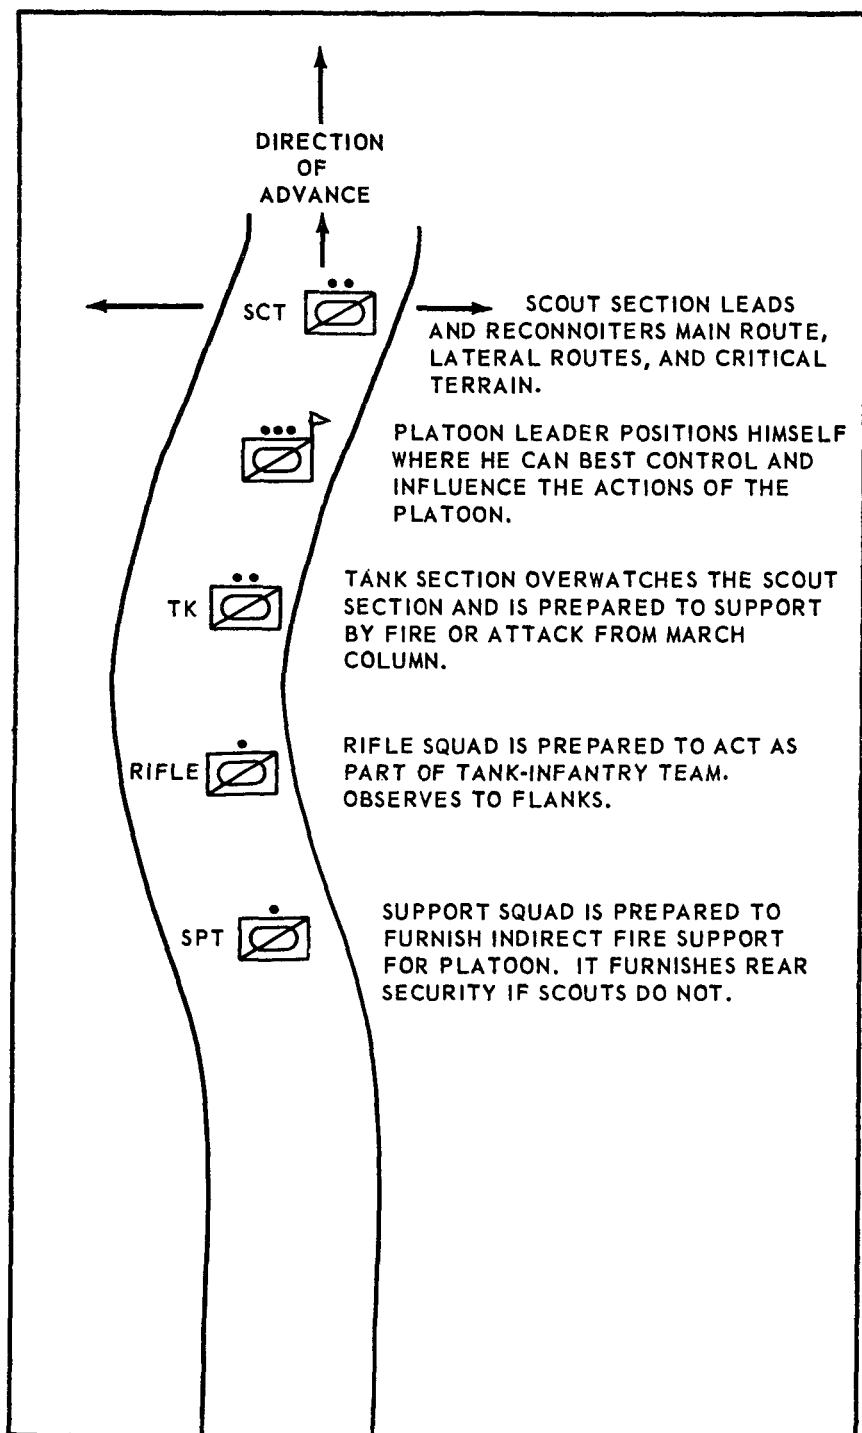 DIRECTION
OF
ADVANCE
SCT
SCOUT SECTION LEADS
AND RECONNOITERS MAIN ROUTE,
LATERAL ROUTES, AND CRITICAL
TERRAIN.
PLATOON LEADER POSITIONS HIMSELF
WHERE HE CAN BEST CONTROL AND
INFLUENCE THE ACTIONS OF THE
PLATOON.
TK
TANK SECTION OVERWATCHES THE SCOUT
SECTION AND IS PREPARED TO SUPPORT
BY FIRE OR ATTACK FROM MARCH
COLUMN.
RIFLE
RIFLE SQUAD IS PREPARED TO ACT AS
PART OF TANK-INFANTRY TEAM.
OBSERVES TO FLANKS.
SPT
SUPPORT SQUAD IS PREPARED TO
FURNISH INDIRECT FIRE SUPPORT
FOR PLATOON. IT FURNISHES REAR
SECURITY IF SCOUTS DO NOT.